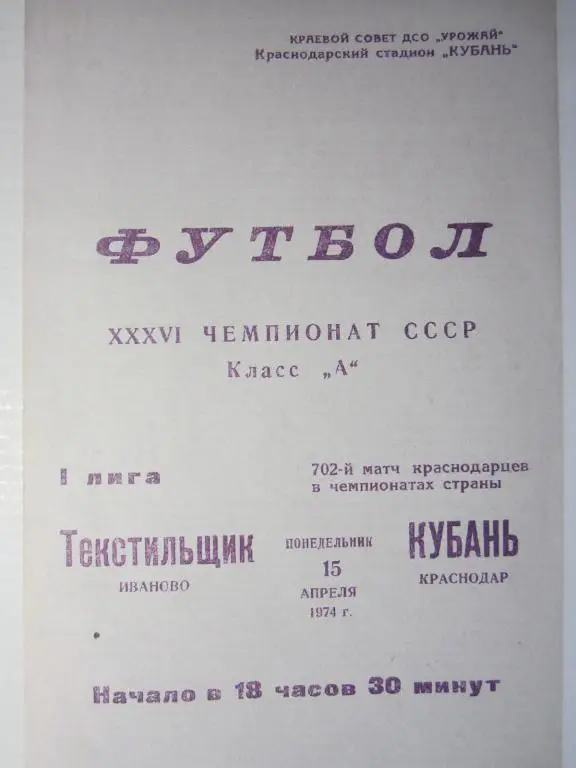 КРАЕВОЙ СОВЕТ ДСО „УРОЖАЙ“
Краснодарский стадион „КУБАНЬ“
ФУТБОЛ
XXXVI ЧЕМПИОНАТ СССР
Класс „А“
I лига
702-й матч краснодарцев
в чемпионатах страны
Текстильщик
ИВАНОВО
ПОНЕДЕЛЬНИК
15
АПРЕЛЯ
1974 г.
КУБАНЬ
КРАСНОДАР
Начало в 18 часов 30 минут